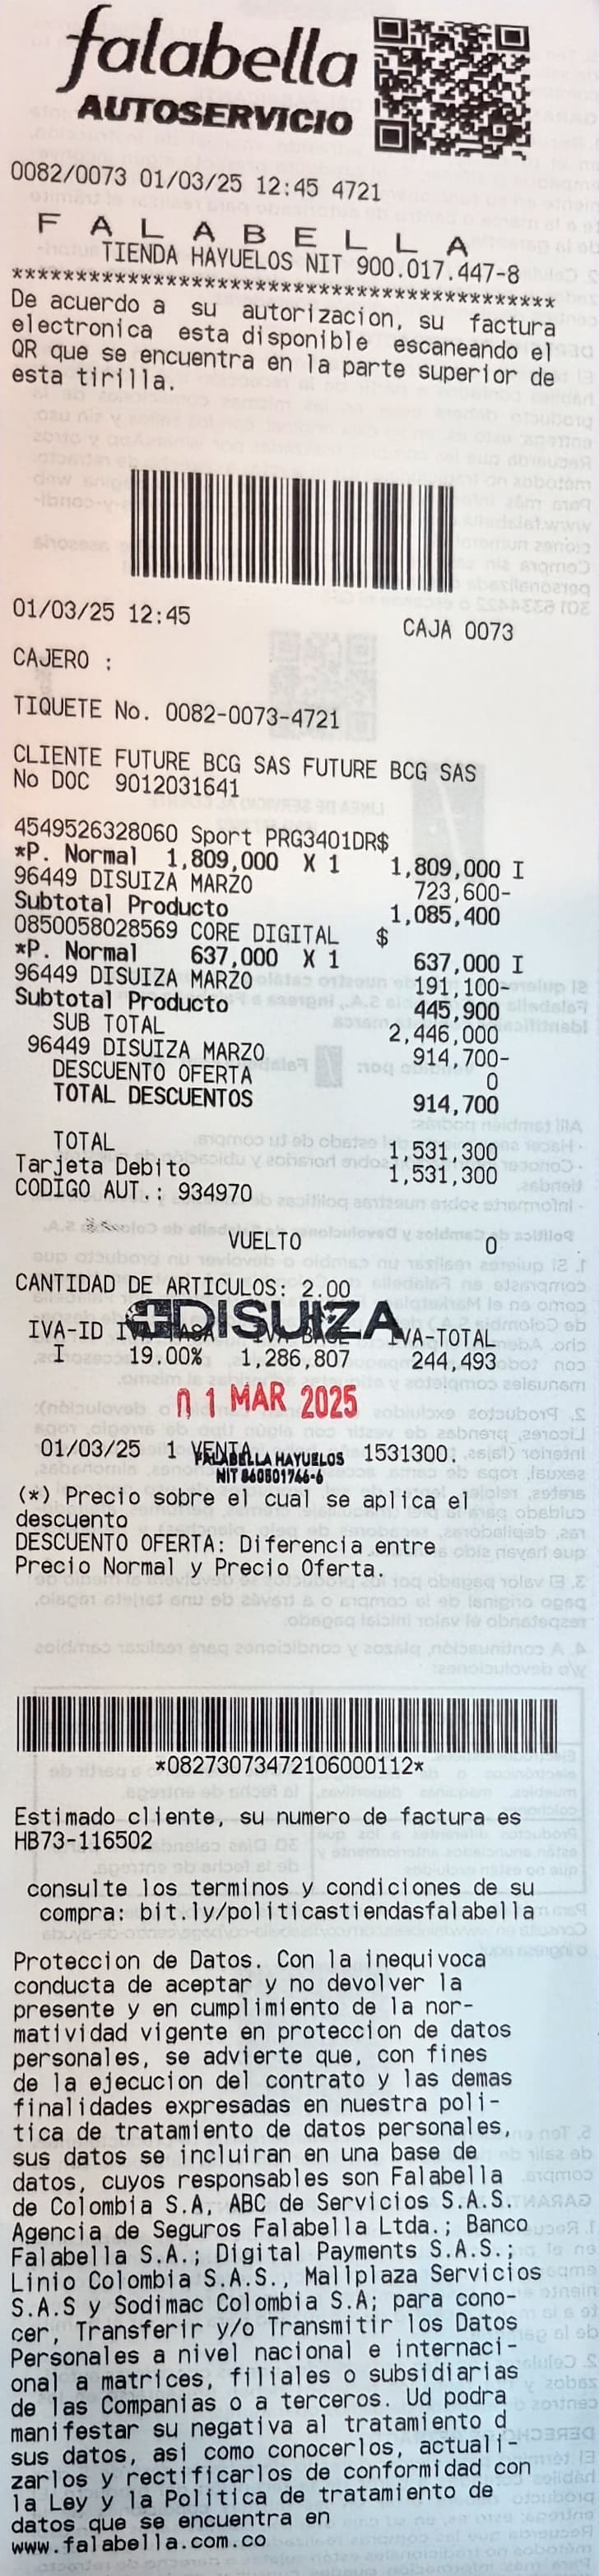 falabella
AUTOSERVICIO
0082/0073 01/03/25 12:45 4721
F A L A B E L L A
TIENDA HAYUELOS NIT 900.017.447-8
******************************************
De acuerdo a su autorizacion, su factura
electronica esta disponible escaneando el
QR que se encuentra en la parte superior de
esta tirilla.
01/03/25 12:45 CAJA 0073
CAJERO :
TIQUETE No. 0082-0073-4721
CLIENTE FUTURE BCG SAS FUTURE BCG SAS
No DOC 9012031641
4549526328060 Sport PRG3401DR$
*P. Normal 1,809,000 X 1 1,809,000 I
96449 DISUIZA MARZO 723,600-
Subtotal Producto 1,085,400
0850058028569 CORE DIGITAL $
*P. Normal 637,000 X 1 637,000 I
96449 DISUIZA MARZO 191,100-
Subtotal Producto 445,900
SUB TOTAL 2,446,000
96449 DISUIZA MARZO 914,700-
DESCUENTO OFERTA 0
TOTAL DESCUENTOS 914,700
TOTAL 1,531,300
Tarjeta Debito 1,531,300
CODIGO AUT.: 934970
VUELTO 0
CANTIDAD DE ARTICULOS: 2.00
DISUIZA
IVA-ID IVA-TOTAL
I 19.00% 1,286,807 244,493
01 MAR 2025
01/03/25 1 VENTA 1531300.
FALABELLA HAYUELOS
NIT 860501766-6
(*) Precio sobre el cual se aplica el
descuento
DESCUENTO OFERTA: Diferencia entre
Precio Normal y Precio Oferta.
*08273073472106000112*
Estimado cliente, su numero de factura es
HB73-116502
consulte los terminos y condiciones de su
compra: bit.ly/politicastiendasfalabella
Proteccion de Datos. Con la inequivoca
conducta de aceptar y no devolver la
presente y en cumplimiento de la nor-
matividad vigente en proteccion de datos
personales, se advierte que, con fines
de la ejecucion del contrato y las demas
finalidades expresadas en nuestra poli-
tica de tratamiento de datos personales,
sus datos se incluiran en una base de
datos, cuyos responsables son Falabella
de Colombia S.A, ABC de Servicios S.A.S.
Agencia de Seguros Falabella Ltda.; Banco
Falabella S.A.; Digital Payments S.A.S.;
Linio Colombia S.A.S., Mallplaza Servicios
S.A.S y Sodimac Colombia S.A; para cono-
cer, Transferir y/o Transmitir los Datos
Personales a nivel nacional e internaci-
onal a matrices, filiales o subsidiarias
de las Companias o a terceros. Ud podra
manifestar su negativa al tratamiento d
sus datos, asi como conocerlos, actuali-
zarlos y rectificarlos de conformidad con
la Ley y la Politica de tratamiento de
datos que se encuentra en
www.falabella.com.co